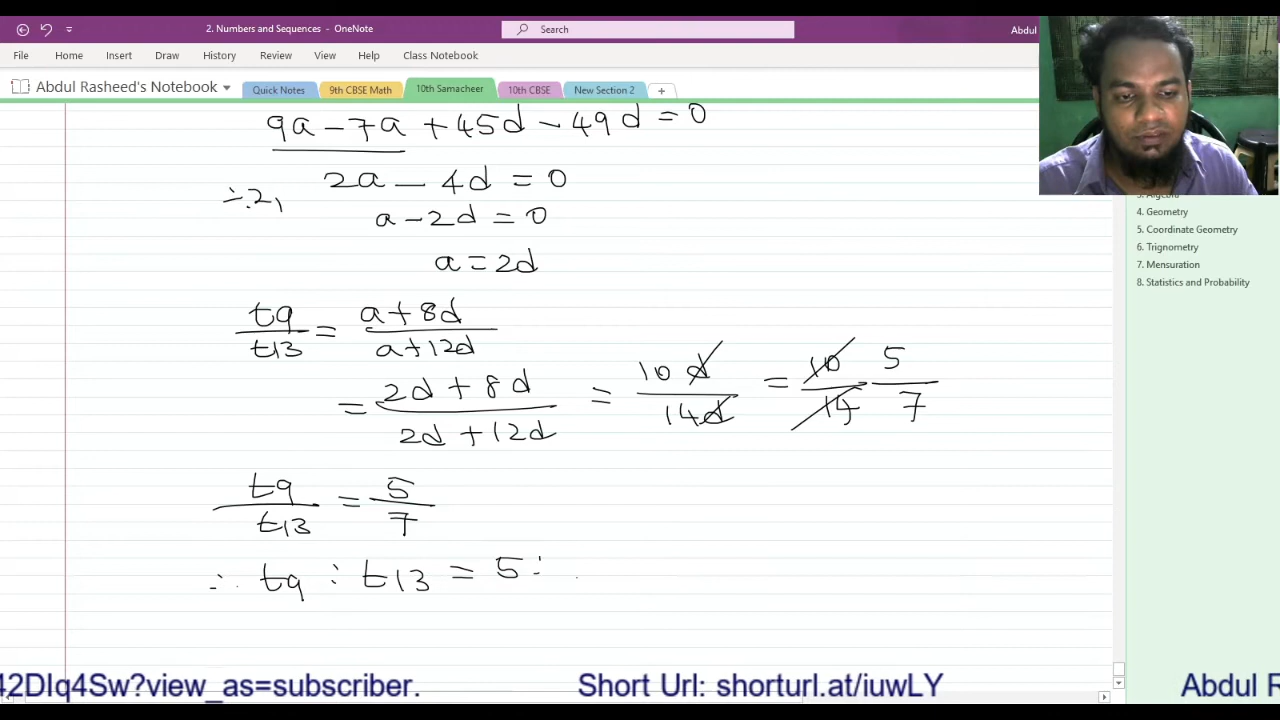 2. Numbers and Sequences - OneNote
Search
Abdul
File Home Insert Draw History Review View Help Class Notebook
Abdul Rasheed's Notebook
Quick Notes 9th CBSE Math 10th Samacheer 10th CBSE New Section 2 +
9a - 7a + 45d - 49d = 0
÷2, 2a - 4d = 0
a - 2d = 0
a = 2d
t9/t13 = a+8d/a+12d
= 2d+8d/2d+12d = 10d/14d = 10/14 5/7
t9/t13 = 5/7
∴ t9 : t13 = 5:
3. Algebra
4. Geometry
5. Coordinate Geometry
6. Trignometry
7. Mensuration
8. Statistics and Probability
42DIq4Sw?view_as=subscriber. Short Url: shorturl.at/iuwLY Abdul R